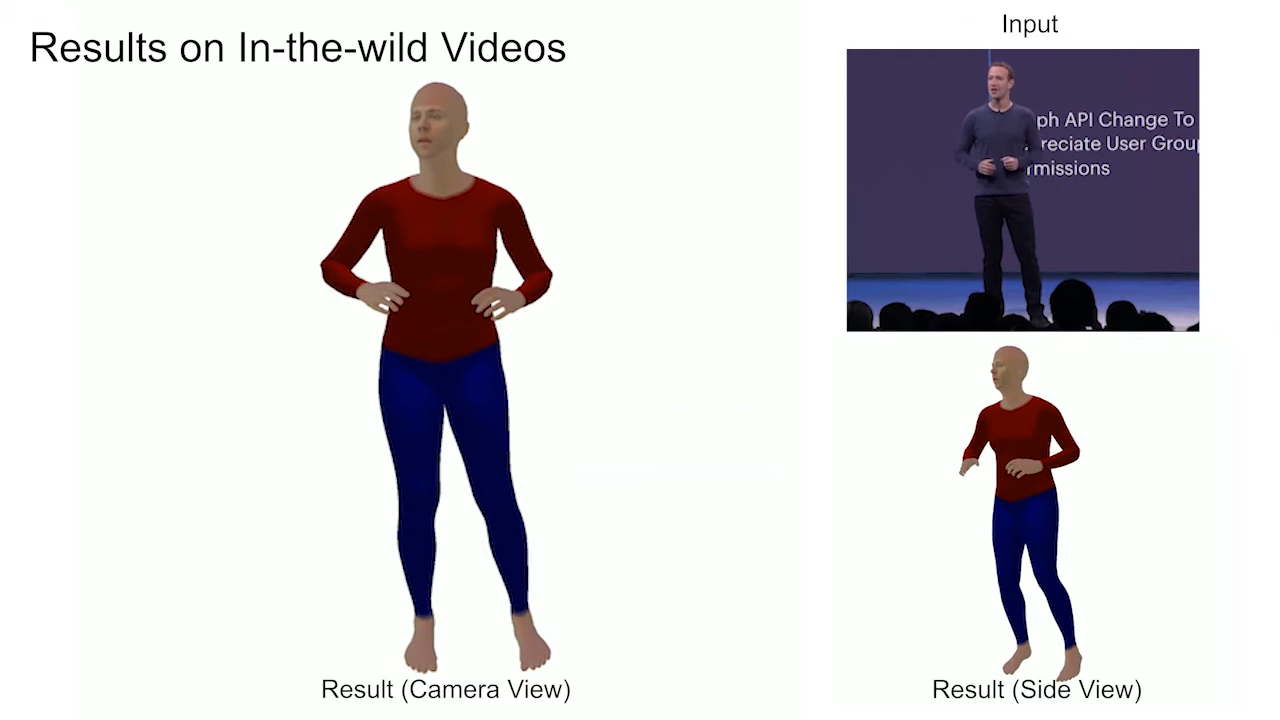 Results on In-the-wild Videos
Input
ph API Change To
reciate User Group
missions
Result (Camera View)
Result (Side View)